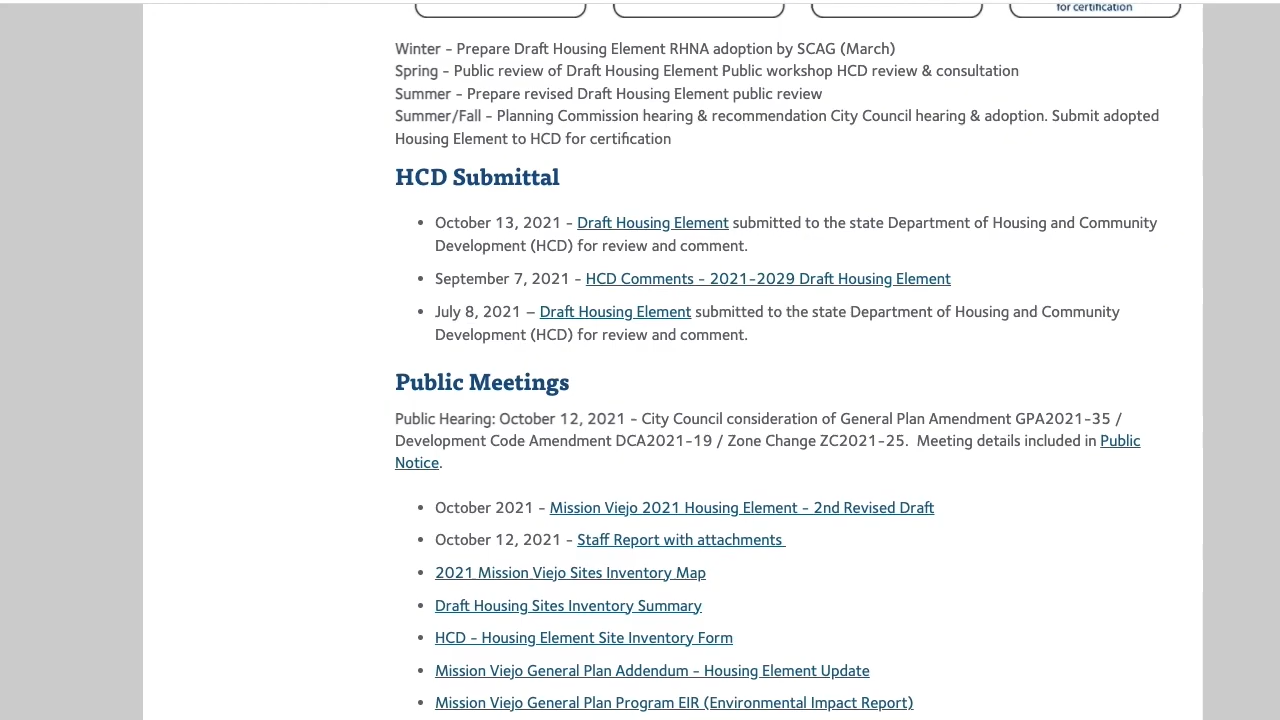 for certification
Winter - Prepare Draft Housing Element RHNA adoption by SCAG (March)
Spring - Public review of Draft Housing Element Public workshop HCD review & consultation
Summer - Prepare revised Draft Housing Element public review
Summer/Fall - Planning Commission hearing & recommendation City Council hearing & adoption. Submit adopted
Housing Element to HCD for certification
HCD Submittal
• October 13, 2021 - Draft Housing Element submitted to the state Department of Housing and Community
Development (HCD) for review and comment.
• September 7, 2021 - HCD Comments - 2021-2029 Draft Housing Element
• July 8, 2021 – Draft Housing Element submitted to the state Department of Housing and Community
Development (HCD) for review and comment.
Public Meetings
Public Hearing: October 12, 2021 - City Council consideration of General Plan Amendment GPA2021-35 /
Development Code Amendment DCA2021-19 / Zone Change ZC2021-25.  Meeting details included in Public
Notice.
• October 2021 - Mission Viejo 2021 Housing Element - 2nd Revised Draft
• October 12, 2021 - Staff Report with attachments
• 2021 Mission Viejo Sites Inventory Map
• Draft Housing Sites Inventory Summary
• HCD - Housing Element Site Inventory Form
• Mission Viejo General Plan Addendum - Housing Element Update
• Mission Viejo General Plan Program EIR (Environmental Impact Report)